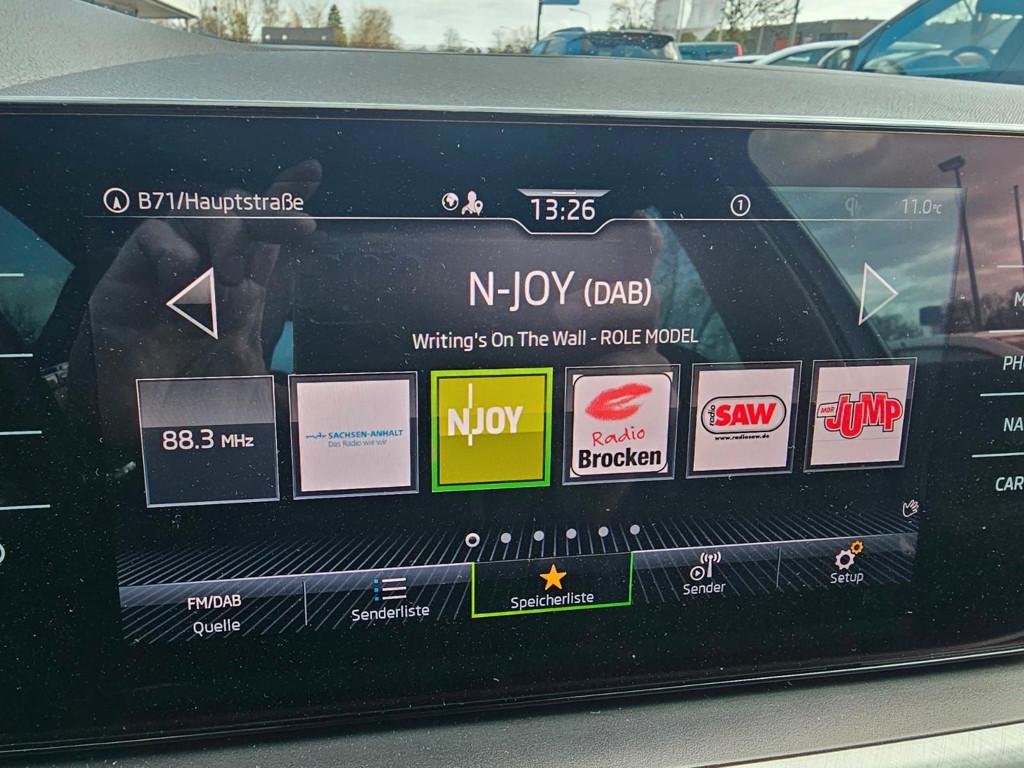 B71/Hauptstraße
13:26
1
11.0°C
N-JOY (DAB)
Writing's On The Wall - ROLE MODEL
88.3 MHz
mdr SACHSEN-ANHALT
Das Radio wie wir
N-JOY
Radio
Brocken
radio
SAW
www.radiosaw.de
MDR
JUMP
M
PH
NA
CAR
FM/DAB
Quelle
Senderliste
Speicherliste
Sender
Setup